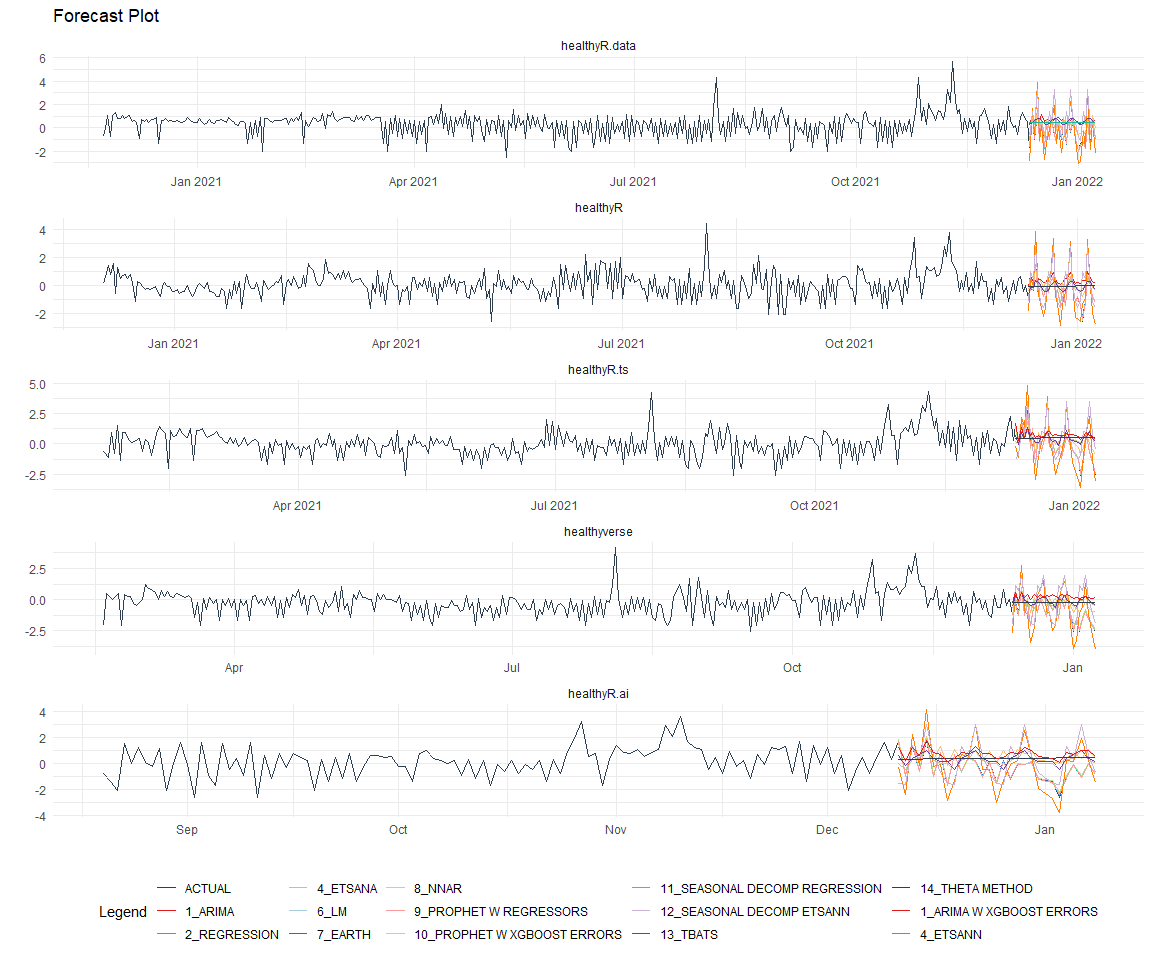 Forecast Plot
healthyR.data
6
4
2
0
-2
Jan 2021 Apr 2021 Jul 2021 Oct 2021 Jan 2022
healthyR
4
2
0
-2
Jan 2021 Apr 2021 Jul 2021 Oct 2021 Jan 2022
healthyR.ts
5.0
2.5
0.0
-2.5
Apr 2021 Jul 2021 Oct 2021 Jan 2022
healthyverse
2.5
0.0
-2.5
Apr Jul Oct Jan
healthyR.ai
4
2
0
-2
-4
Sep Oct Nov Dec Jan
Legend
ACTUAL 4_ETSANA 8_NNAR 11_SEASONAL DECOMP REGRESSION 14_THETA METHOD
1_ARIMA 6_LM 9_PROPHET W REGRESSORS 12_SEASONAL DECOMP ETSANN 1_ARIMA W XGBOOST ERRORS
2_REGRESSION 7_EARTH 10_PROPHET W XGBOOST ERRORS 13_TBATS 4_ETSANN